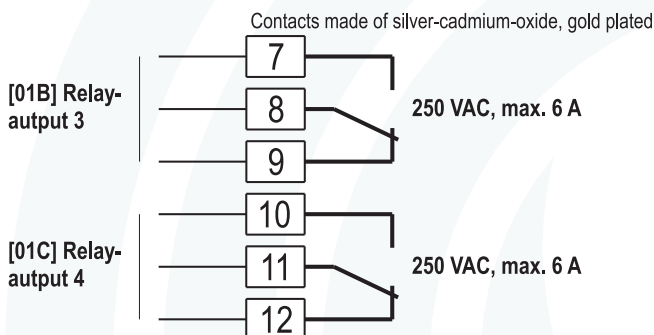 Contacts made of silver-cadmium-oxide, gold plated
7
[01B] Relay-
autput 3
8
250 VAC, max. 6 A
9
10
[01C] Relay-
autput 4
11
250 VAC, max. 6 A
12